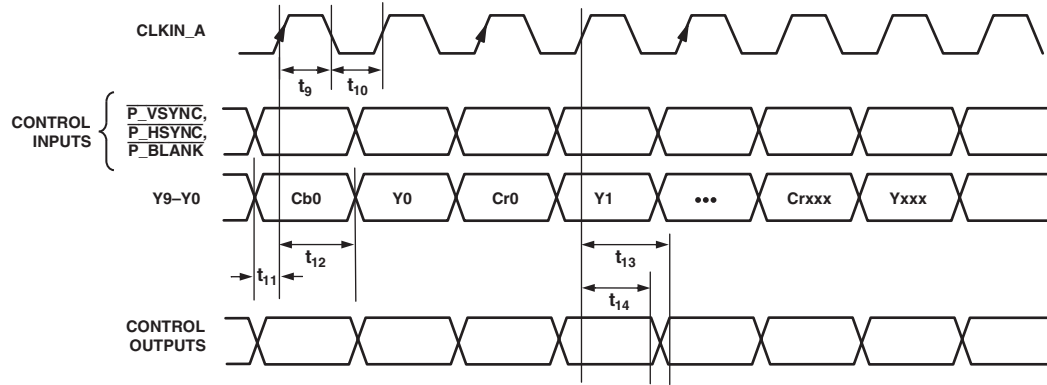 CLKIN_A
t9
t10
CONTROL
INPUTS
P_VSYNC,
P_HSYNC,
P_BLANK
Y9–Y0
Cb0
Y0
Cr0
Y1
•••
Crxxx
Yxxx
t11
t12
t13
t14
CONTROL
OUTPUTS